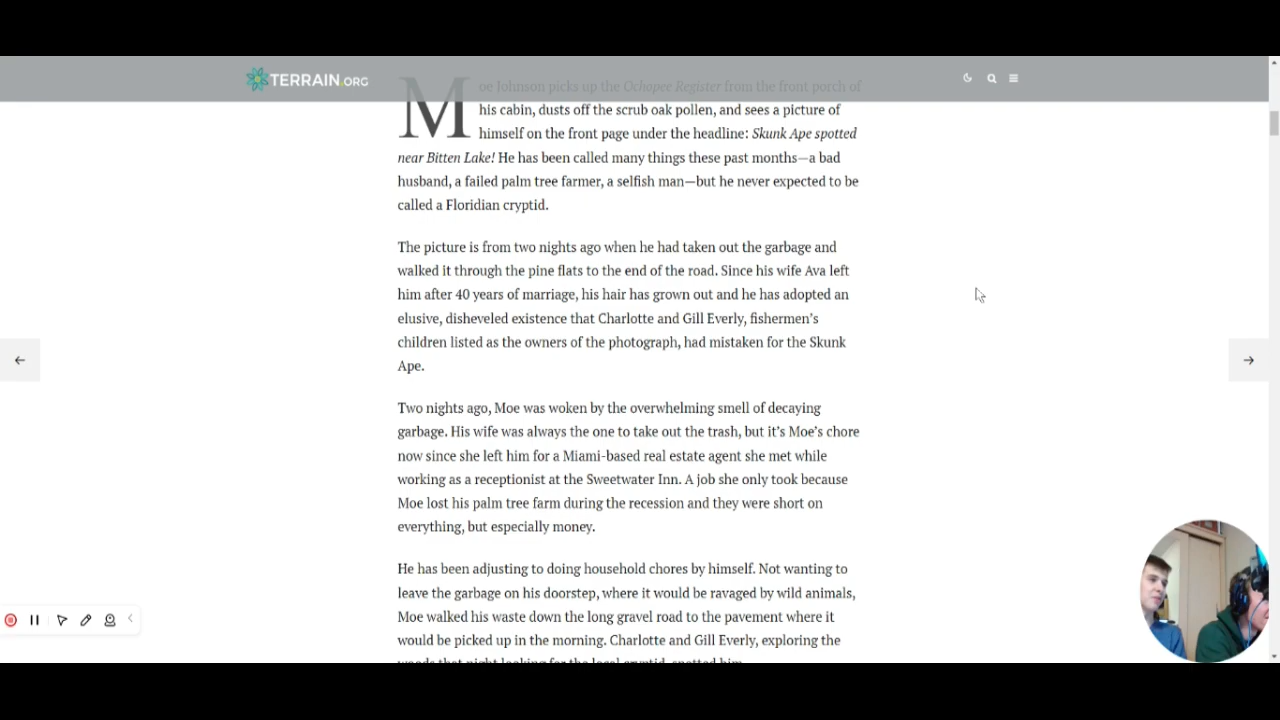 TERRAIN.ORG
Moe Johnson picks up the Ochopee Register from the front porch of
his cabin, dusts off the scrub oak pollen, and sees a picture of
himself on the front page under the headline: Skunk Ape spotted
near Bitten Lake! He has been called many things these past months—a bad
husband, a failed palm tree farmer, a selfish man—but he never expected to be
called a Floridian cryptid.
The picture is from two nights ago when he had taken out the garbage and
walked it through the pine flats to the end of the road. Since his wife Ava left
him after 40 years of marriage, his hair has grown out and he has adopted an
elusive, disheveled existence that Charlotte and Gill Everly, fishermen's
children listed as the owners of the photograph, had mistaken for the Skunk
Ape.
Two nights ago, Moe was woken by the overwhelming smell of decaying
garbage. His wife was always the one to take out the trash, but it's Moe's chore
now since she left him for a Miami-based real estate agent she met while
working as a receptionist at the Sweetwater Inn. A job she only took because
Moe lost his palm tree farm during the recession and they were short on
everything, but especially money.
He has been adjusting to doing household chores by himself. Not wanting to
leave the garbage on his doorstep, where it would be ravaged by wild animals,
Moe walked his waste down the long gravel road to the pavement where it
would be picked up in the morning. Charlotte and Gill Everly, exploring the
woods that night looking for the local cryptid, spotted him.